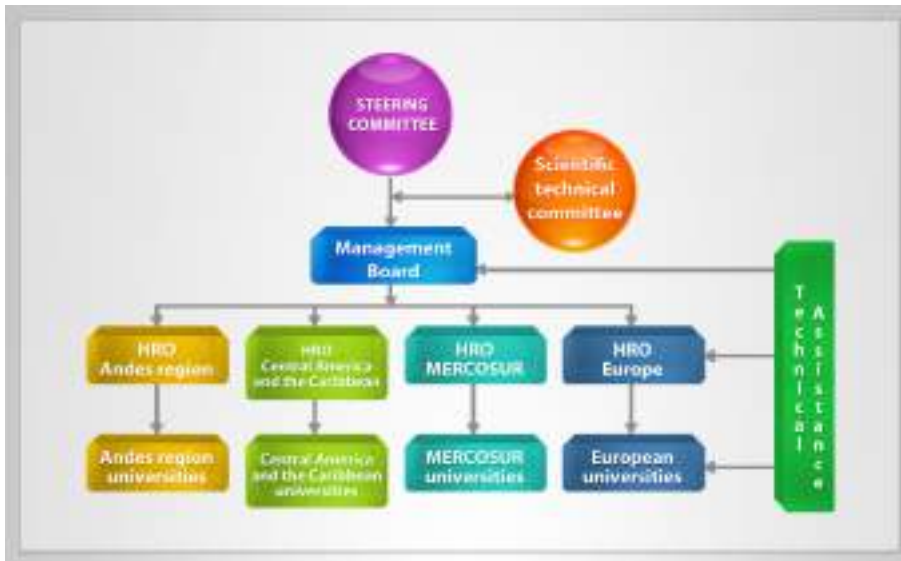 STEERING
COMMITTEE
Scientific
technical
committee
Management
Board
HRO
Andes region
HRO
Central America
and the Caribbean
HRO
MERCOSUR
HRO
Europe
Andes region
universities
Central America
and the Caribbean
universities
MERCOSUR
universities
European
universities
Technical
Assistance